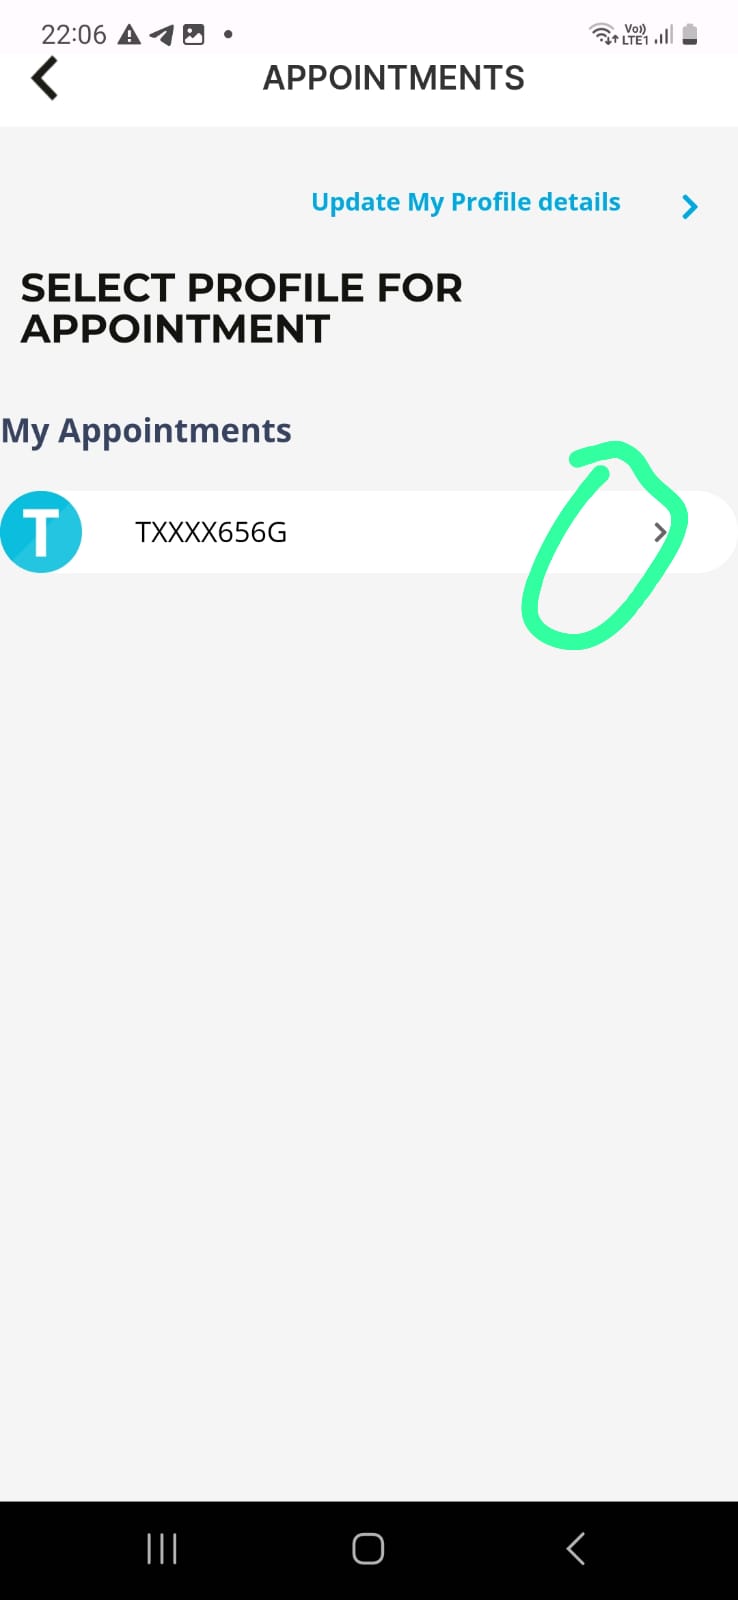 22:06
Vo)) LTE1
APPOINTMENTS
Update My Profile details
SELECT PROFILE FOR
APPOINTMENT
My Appointments
T TXXXX656G